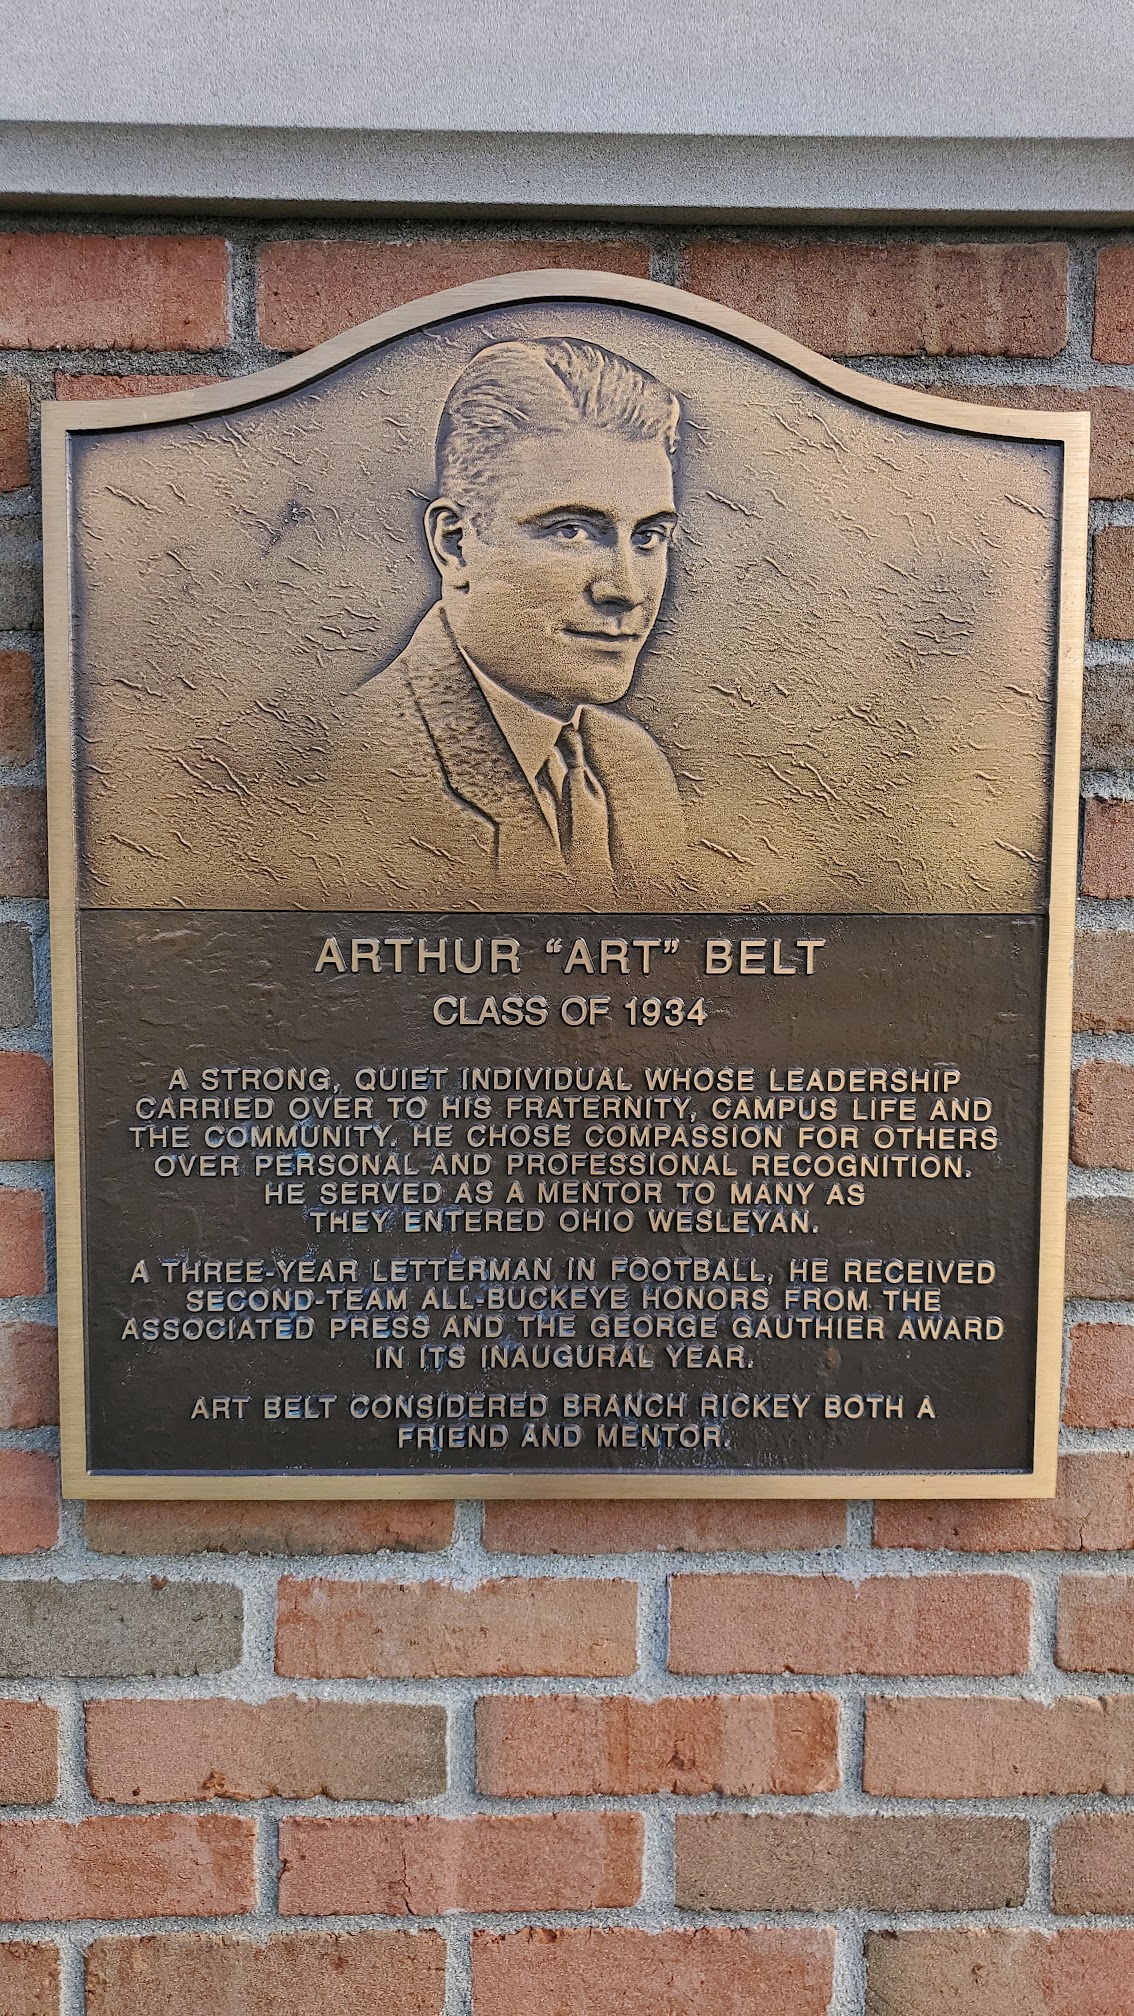 ARTHUR “ART” BELT
CLASS OF 1934
A STRONG, QUIET INDIVIDUAL WHOSE LEADERSHIP
CARRIED OVER TO HIS FRATERNITY, CAMPUS LIFE AND
THE COMMUNITY. HE CHOSE COMPASSION FOR OTHERS
OVER PERSONAL AND PROFESSIONAL RECOGNITION.
HE SERVED AS A MENTOR TO MANY AS
THEY ENTERED OHIO WESLEYAN.
A THREE-YEAR LETTERMAN IN FOOTBALL, HE RECEIVED
SECOND-TEAM ALL-BUCKEYE HONORS FROM THE
ASSOCIATED PRESS AND THE GEORGE GAUTHIER AWARD
IN ITS INAUGURAL YEAR.
ART BELT CONSIDERED BRANCH RICKEY BOTH A
FRIEND AND MENTOR.